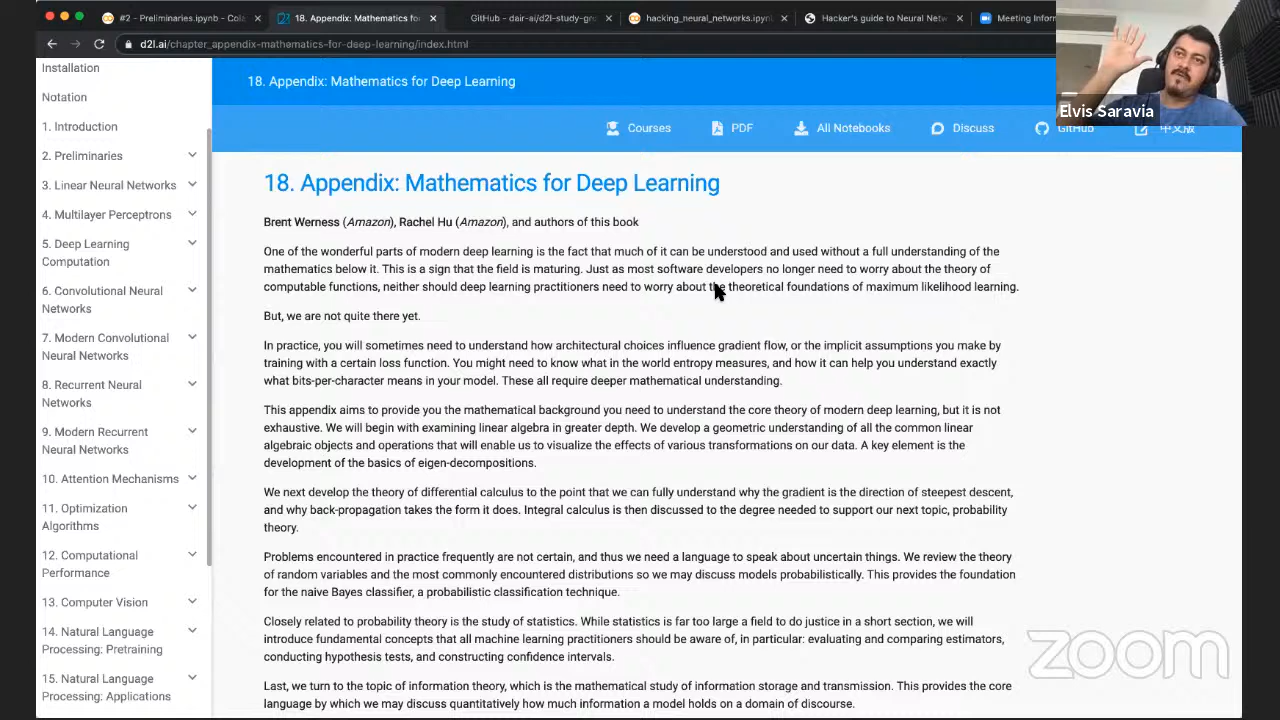 #2 - Preliminaries.ipynb - Cola
18. Appendix: Mathematics for
GitHub – dair-ai/d2l-study-gro
hacking_neural_networks.ipynb
Hacker's guide to Neural Netw
Meeting Infor
d2l.ai/chapter_appendix-mathematics-for-deep-learning/index.html
Elvis Saravia
18. Appendix: Mathematics for Deep Learning
Courses
PDF
All Notebooks
Discuss
GitHub
中文版
Installation
Notation
1. Introduction
2. Preliminaries
3. Linear Neural Networks
4. Multilayer Perceptrons
5. Deep Learning
Computation
6. Convolutional Neural
Networks
7. Modern Convolutional
Neural Networks
8. Recurrent Neural
Networks
9. Modern Recurrent
Neural Networks
10. Attention Mechanisms
11. Optimization
Algorithms
12. Computational
Performance
13. Computer Vision
14. Natural Language
Processing: Pretraining
15. Natural Language
Processing: Applications
18. Appendix: Mathematics for Deep Learning
Brent Werness (Amazon), Rachel Hu (Amazon), and authors of this book
One of the wonderful parts of modern deep learning is the fact that much of it can be understood and used without a full understanding of the
mathematics below it. This is a sign that the field is maturing. Just as most software developers no longer need to worry about the theory of
computable functions, neither should deep learning practitioners need to worry about the theoretical foundations of maximum likelihood learning.
But, we are not quite there yet.
In practice, you will sometimes need to understand how architectural choices influence gradient flow, or the implicit assumptions you make by
training with a certain loss function. You might need to know what in the world entropy measures, and how it can help you understand exactly
what bits-per-character means in your model. These all require deeper mathematical understanding.
This appendix aims to provide you the mathematical background you need to understand the core theory of modern deep learning, but it is not
exhaustive. We will begin with examining linear algebra in greater depth. We develop a geometric understanding of all the common linear
algebraic objects and operations that will enable us to visualize the effects of various transformations on our data. A key element is the
development of the basics of eigen-decompositions.
We next develop the theory of differential calculus to the point that we can fully understand why the gradient is the direction of steepest descent,
and why back-propagation takes the form it does. Integral calculus is then discussed to the degree needed to support our next topic, probability
theory.
Problems encountered in practice frequently are not certain, and thus we need a language to speak about uncertain things. We review the theory
of random variables and the most commonly encountered distributions so we may discuss models probabilistically. This provides the foundation
for the naive Bayes classifier, a probabilistic classification technique.
Closely related to probability theory is the study of statistics. While statistics is far too large a field to do justice in a short section, we will
introduce fundamental concepts that all machine learning practitioners should be aware of, in particular: evaluating and comparing estimators,
conducting hypothesis tests, and constructing confidence intervals.
Last, we turn to the topic of information theory, which is the mathematical study of information storage and transmission. This provides the core
language by which we may discuss quantitatively how much information a model holds on a domain of discourse.
zoom